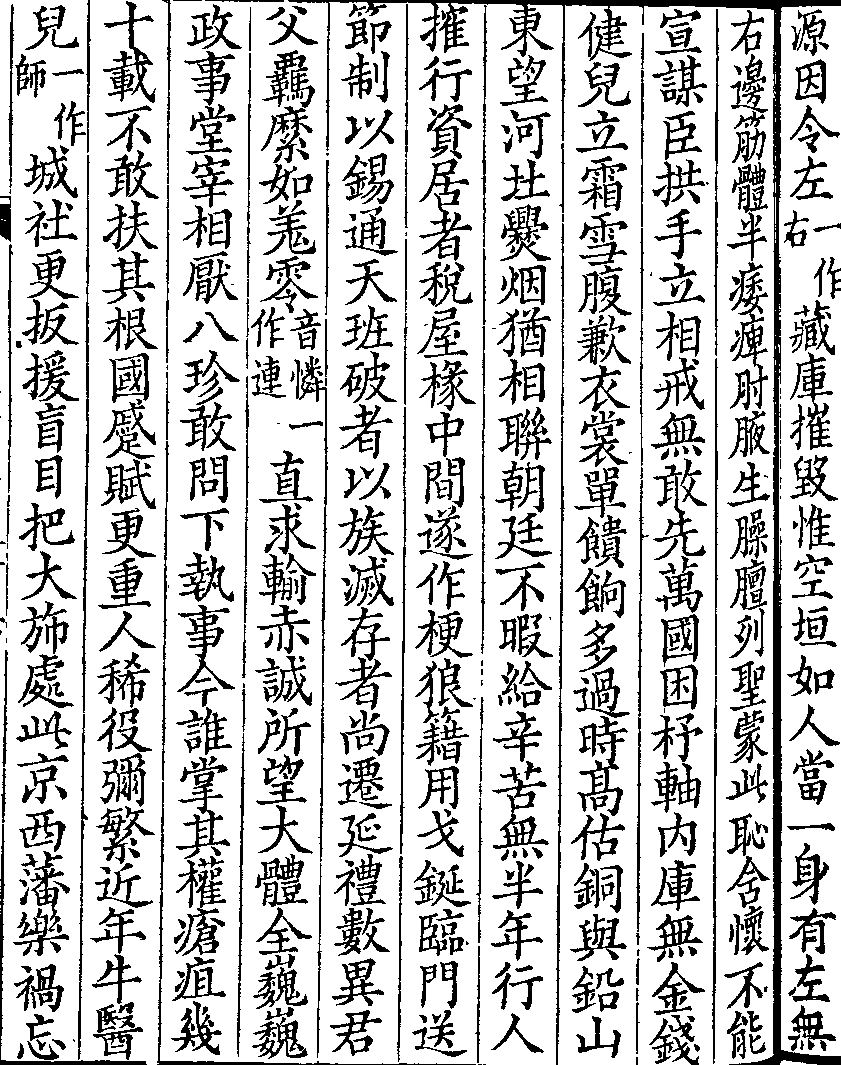 源因令左一作右藏庫摧毀惟空垣如人當一身有左無
右邊筋體半痿痺肘腋生臊膻列聖蒙此恥含懷不能
宣謀臣拱手立相戒無敢先萬國困杼軸内庫無金錢
健兒立霜雪腹歉衣裳單饋餉多過時髙估銅與鉛山
東望河壯爨烟猶相聯朝廷不暇給辛苦無半年行人
搉行資居者稅屋椽中間遂作梗狼籍用戈鋋臨門送
節制以錫通天班破者以族滅存者尚遷延禮數異君
父羈縻如羗零音憐一作連直求輸赤誠所望大體全巍巍
政事堂宰相厭八珍敢問下執事今誰掌其權瘡疽幾
十載不敢扶其根國蹙賦更重人稀役彌繁近年牛醫
兒一作師城社更扳援盲目把大斾處此京西藩樂禍忘